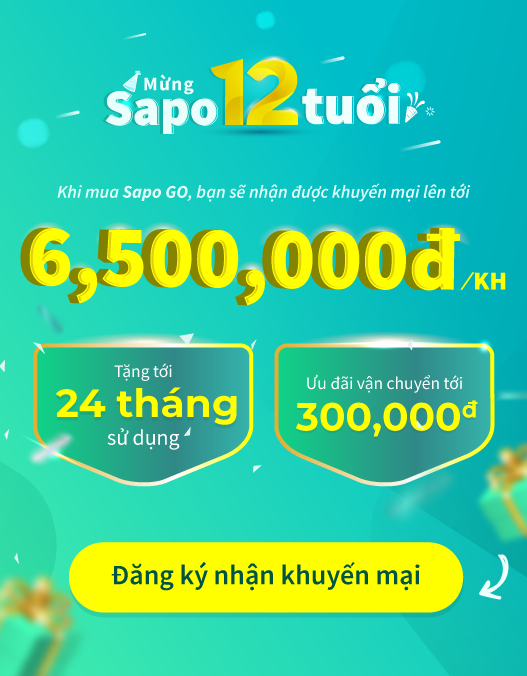 Mừng
Sapo 12 tuổi
Khi mua Sapo GO, bạn sẽ nhận được khuyến mại lên tới
6,500,000đ/KH
Tặng tới
24 tháng
sử dụng
Ưu đãi vận chuyển tới
300,000đ
Đăng ký nhận khuyến mại